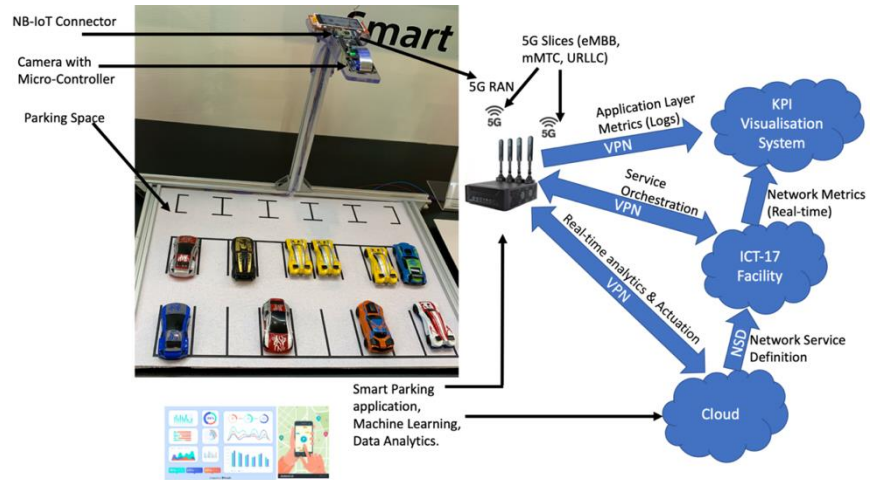 NB-IoT Connector
Camera with
Micro-Controller
Parking Space
Smart
5G RAN
5G Slices (eMBB,
mMTC, URLLC)
5G
5G
Application Layer
Metrics (Logs)
VPN
KPI
Visualisation
System
Service
Orchestration
VPN
Network Metrics
(Real-time)
Real-time analytics & Actuation
VPN
ICT-17
Facility
NSD
Network Service
Definition
Cloud
Smart Parking
application,
Machine Learning,
Data Analytics.